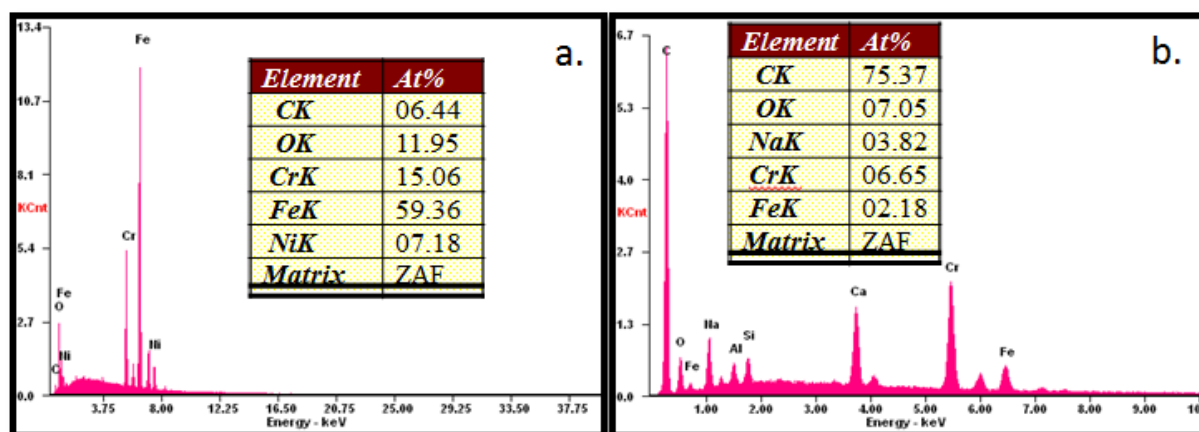 a.
13.4
10.7
8.1
KCnt
5.4
2.7
0.0
Fe
Cr
Fe
O
Ni
C
Ni
Element At%
CK 06.44
OK 11.95
CrK 15.06
FeK 59.36
NiK 07.18
Matrix ZAF
3.75 8.00 12.25 16.50 20.75 25.00 29.25 33.50 37.75
Energy - keV
b.
6.7
5.3
4.0
KCnt
2.7
1.3
0.0
C
O
Fe
Na
Al
Si
Ca
Cr
Fe
Element At%
CK 75.37
OK 07.05
NaK 03.82
CrK 06.65
FeK 02.18
Matrix ZAF
1.00 2.00 3.00 4.00 5.00 6.00 7.00 8.00 9.00 10
Energy - keV